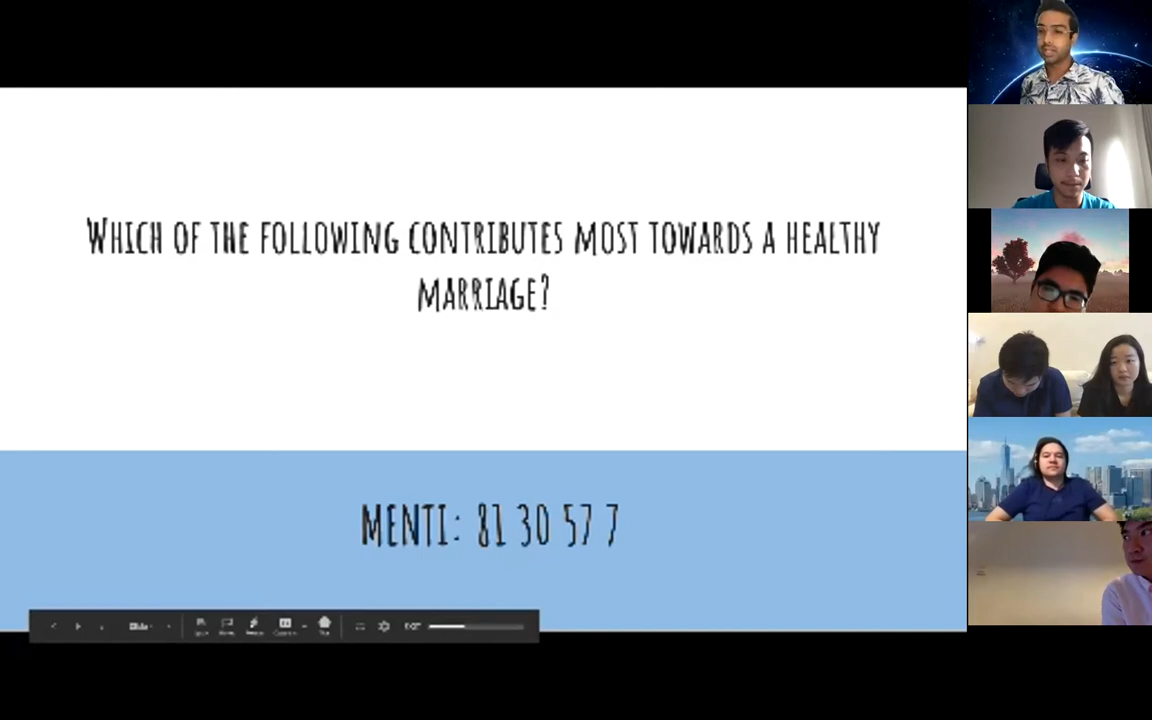 WHICH OF THE FOLLOWING CONTRIBUTES MOST TOWARDS A HEALTHY
MARRIAGE?
MENTI: 81 30 57 7